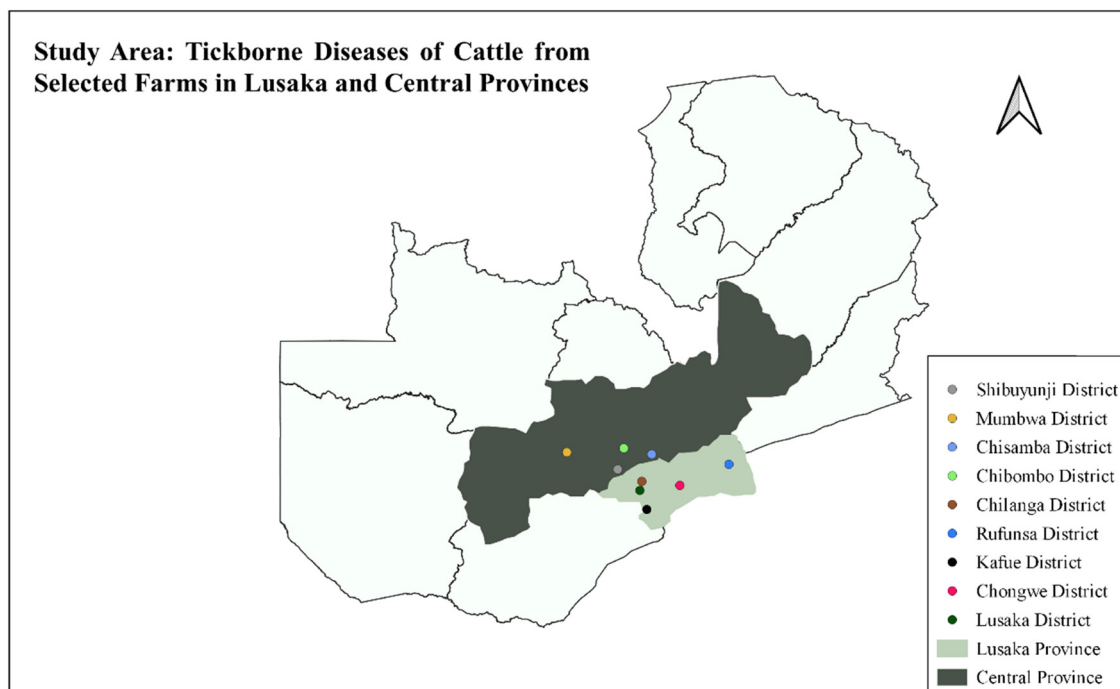 Study Area: Tickborne Diseases of Cattle from
Selected Farms in Lusaka and Central Provinces
Shibuyunji District
Mumbwa District
Chisamba District
Chibombo District
Chilanga District
Rufunsa District
Kafue District
Chongwe District
Lusaka District
Lusaka Province
Central Province